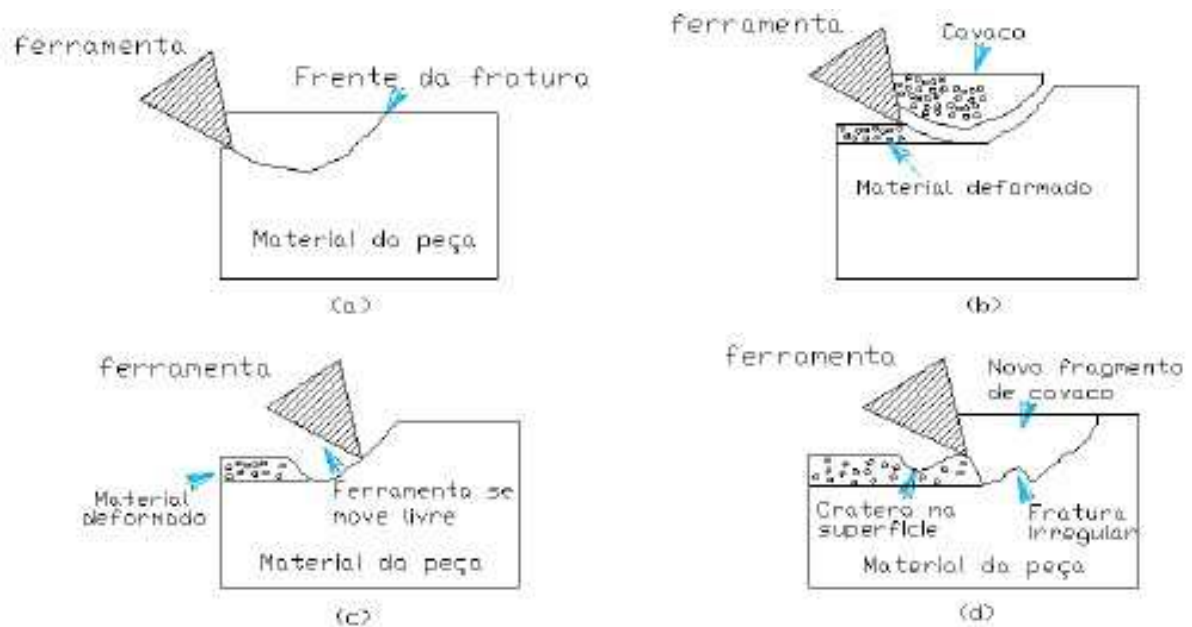 ferramenta
Frente da fratura
Material da peça
(a)
ferramenta
Cavaco
Material deformado
(b)
ferramenta
Material
deformado
Ferramenta se
move livre
Material da peça
(c)
ferramenta
Novo fragmento
de cavaco
Cratera na
superfície
Fratura
irregular
Material da peça
(d)